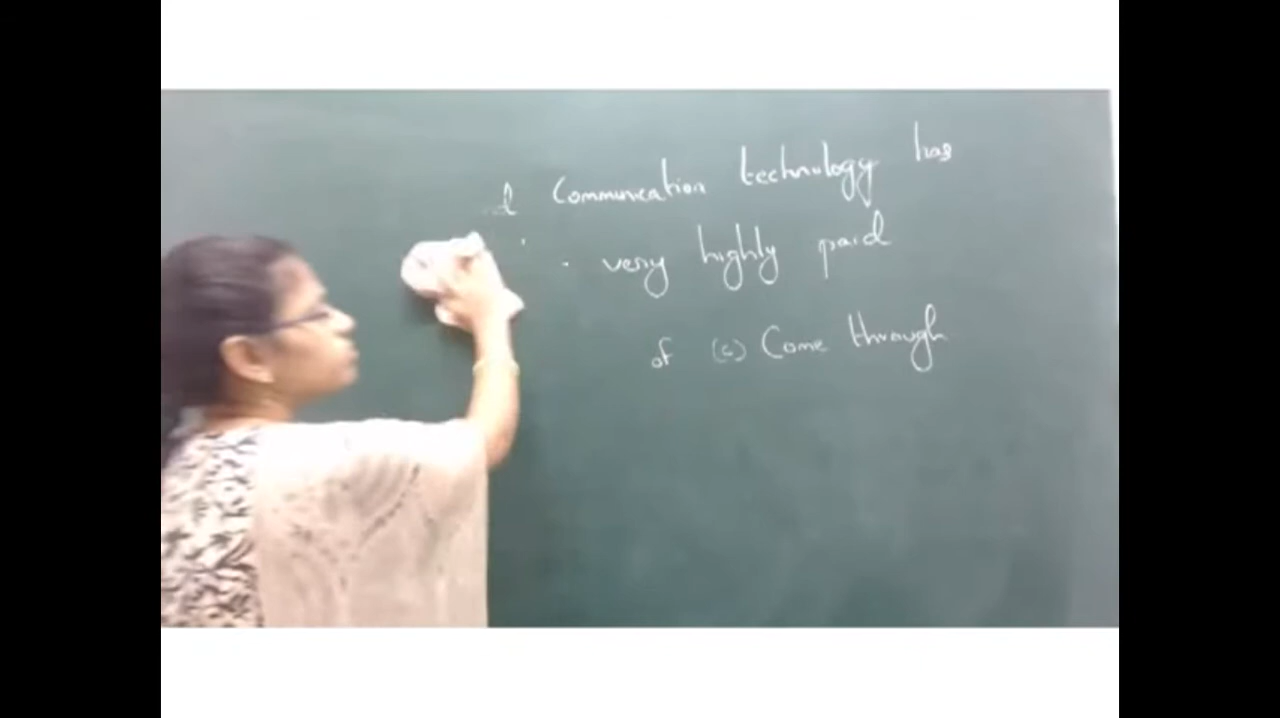 d Communication technology has
very highly paid
of (c) Come through